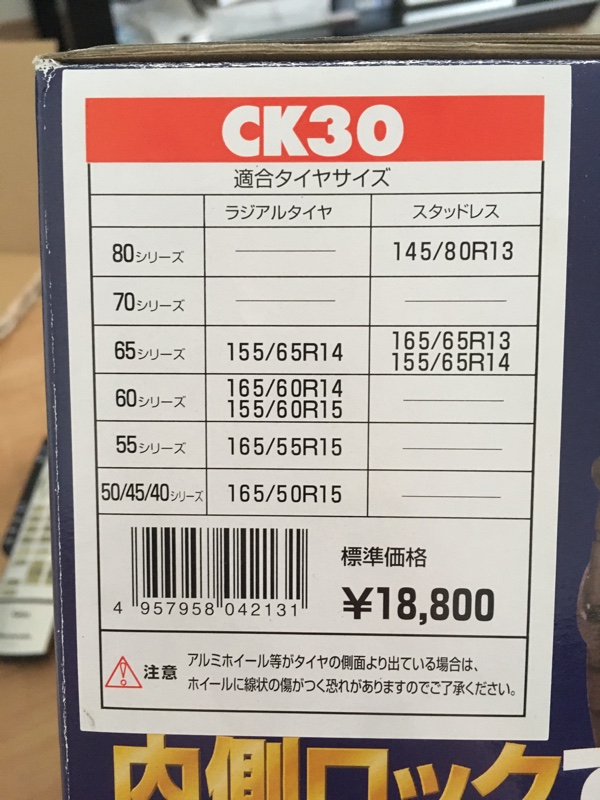 CK30
適合タイヤサイズ
ラジアルタイヤ スタッドレス
80シリーズ 145/80R13
70シリーズ
65シリーズ 155/65R14 165/65R13
155/65R14
60シリーズ 165/60R14
155/60R15
55シリーズ 165/55R15
50/45/40シリーズ 165/50R15
標準価格
¥18,800
4 957958 042131
注意 アルミホイール等がタイヤの側面より出ている場合は、
ホイールに線状の傷がつく恐れがありますのでご了承ください。
内側ロック